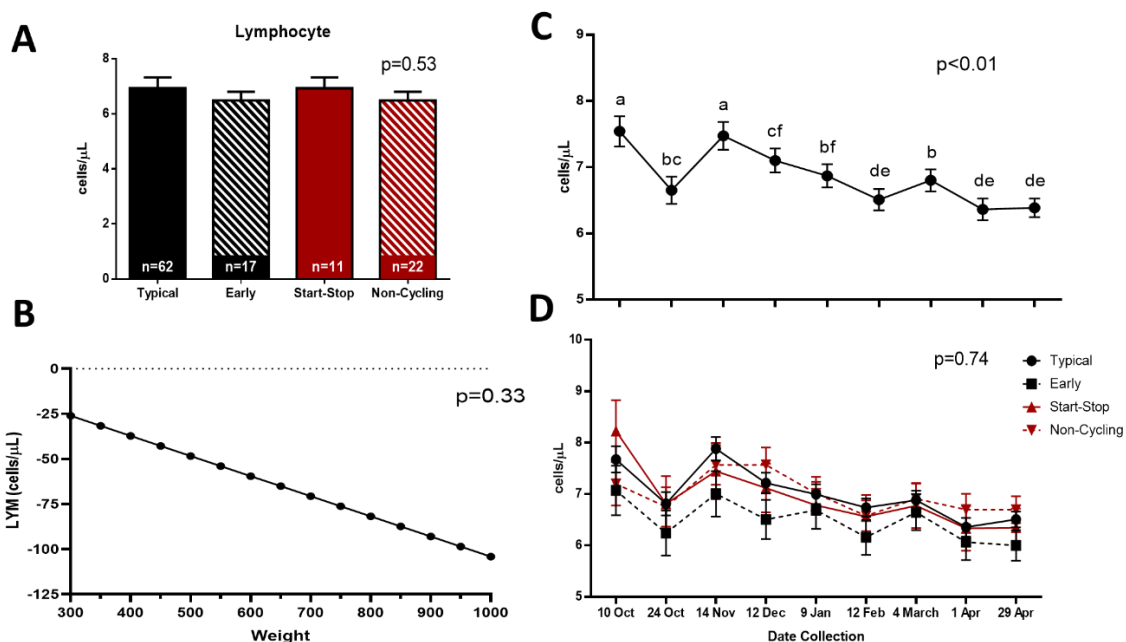 A
Lymphocyte
p=0.53
cells/μL
8
6
4
2
0
n=62
n=17
n=11
n=22
Typical
Early
Start-Stop
Non-Cycling
B
p=0.33
LYM (cells/μL)
0
-25
-50
-75
-100
-125
300
400
500
600
700
800
900
1000
Weight
C
p<0.01
cells/μL
9
8
7
6
5
a
bc
a
cf
bf
de
b
de
de
D
p=0.74
cells/μL
10
9
8
7
6
5
Typical
Early
Start-Stop
Non-Cycling
10 Oct
24 Oct
14 Nov
12 Dec
9 Jan
12 Feb
4 March
1 Apr
29 Apr
Date Collection